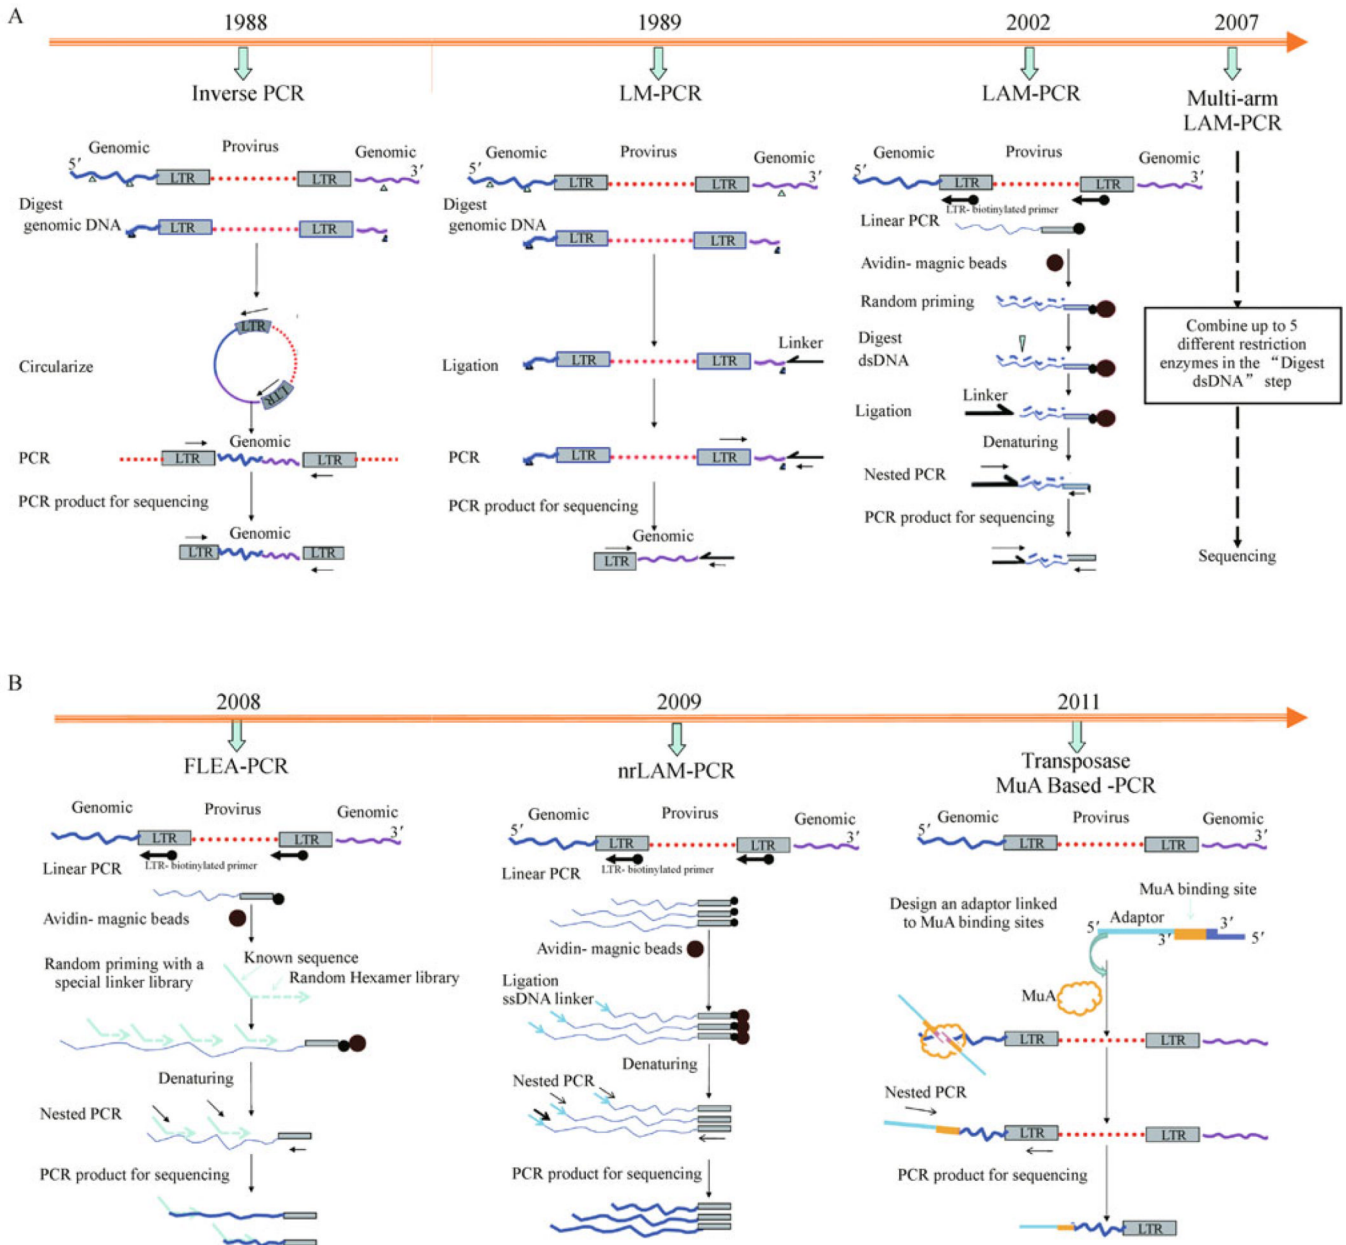 A
1988
1989
2002
2007
Inverse PCR
LM-PCR
LAM-PCR
Multi-arm
LAM-PCR
5′
Genomic
Provirus
Genomic
3′
LTR
LTR
Digest
genomic DNA
LTR
LTR
LTR
Circularize
LTR
Genomic
PCR
LTR
LTR
PCR product for sequencing
Genomic
LTR
LTR
5′
Genomic
Provirus
Genomic
3′
LTR
LTR
Digest
genomic DNA
LTR
LTR
Linker
Ligation
LTR
LTR
PCR
LTR
LTR
PCR product for sequencing
Genomic
LTR
Genomic
Provirus
Genomic
5′
3′
LTR
LTR
LTR- biotinylated primer
Linear PCR
Avidin- magnic beads
Random priming
Digest
dsDNA
Linker
Ligation
Denaturing
Nested PCR
PCR product for sequencing
Combine up to 5
different restriction
enzymes in the “Digest
dsDNA” step
Sequencing
B
2008
2009
2011
FLEA-PCR
nrLAM-PCR
Transposase
MuA Based -PCR
Genomic
Provirus
Genomic
3′
LTR
LTR
LTR- biotinylated primer
Linear PCR
Avidin- magnic beads
Random priming with a
special linker library
Known sequence
Random Hexamer library
Denaturing
Nested PCR
PCR product for sequencing
Genomic
Provirus
Genomic
5′
3′
LTR
LTR
LTR- biotinylated primer
Linear PCR
Avidin- magnic beads
Ligation
ssDNA linker
Denaturing
Nested PCR
PCR product for sequencing
Genomic
Provirus
Genomic
5′
3′
LTR
LTR
Design an adaptor linked
to MuA binding sites
MuA binding site
5′
Adaptor
3′
3′
5′
MuA
LTR
LTR
Nested PCR
LTR
LTR
PCR product for sequencing
LTR